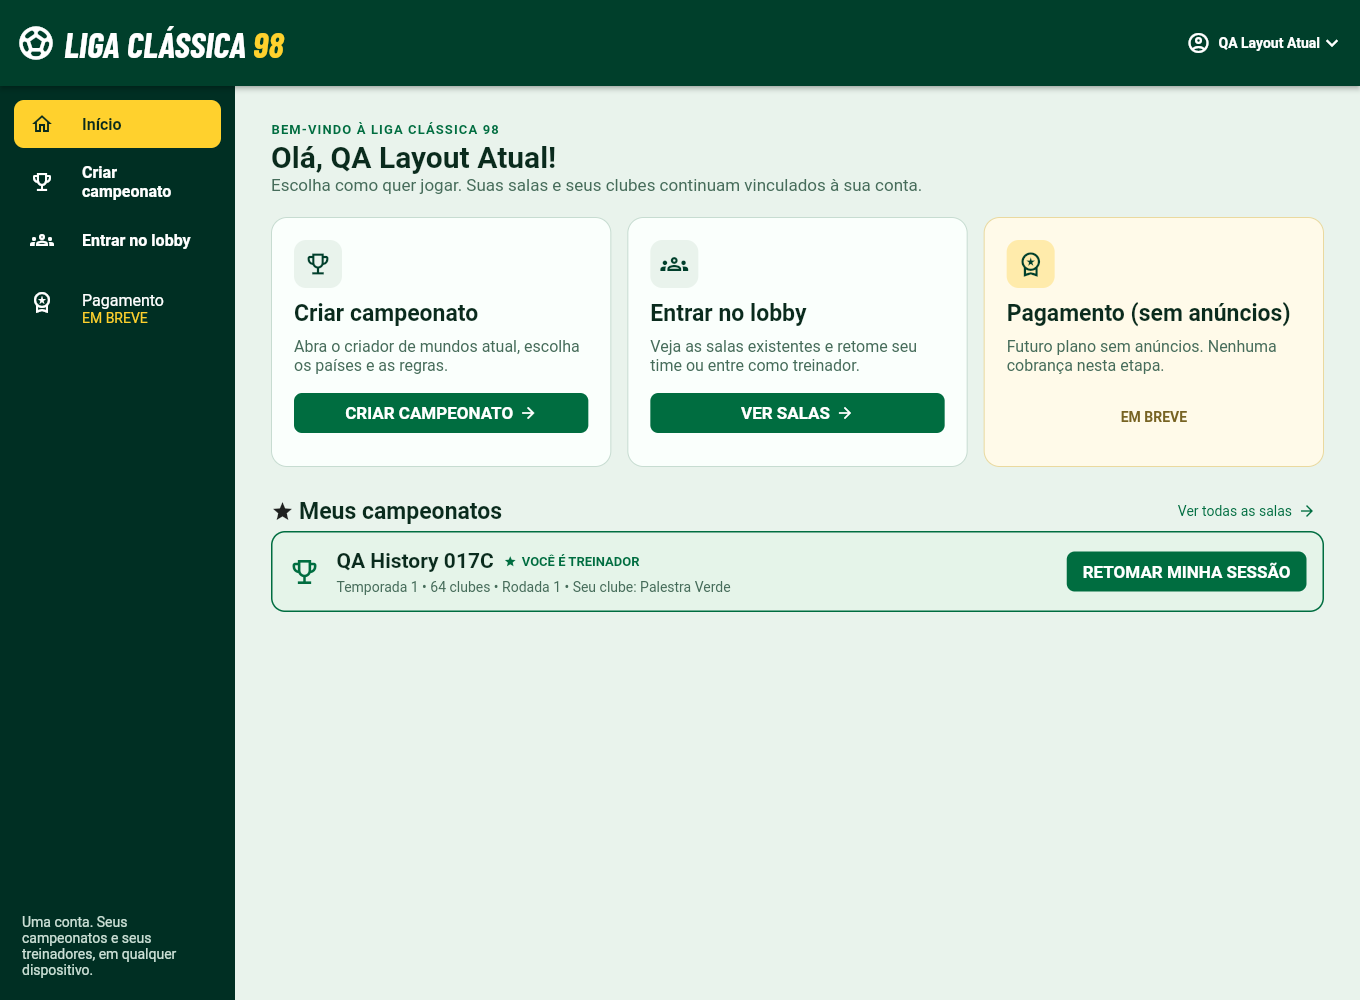 LIGA CLÁSSICA 98
QA Layout Atual
Início
Criar
campeonato
Entrar no lobby
Pagamento
EM BREVE
Uma conta. Seus
campeonatos e seus
treinadores, em qualquer
dispositivo.
BEM-VINDO À LIGA CLÁSSICA 98
Olá, QA Layout Atual!
Escolha como quer jogar. Suas salas e seus clubes continuam vinculados à sua conta.
Criar campeonato
Abra o criador de mundos atual, escolha
os países e as regras.
CRIAR CAMPEONATO
Entrar no lobby
Veja as salas existentes e retome seu
time ou entre como treinador.
VER SALAS
Pagamento (sem anúncios)
Futuro plano sem anúncios. Nenhuma
cobrança nesta etapa.
EM BREVE
Meus campeonatos
Ver todas as salas
QA History 017C
VOCÊ É TREINADOR
Temporada 1 • 64 clubes • Rodada 1 • Seu clube: Palestra Verde
RETOMAR MINHA SESSÃO